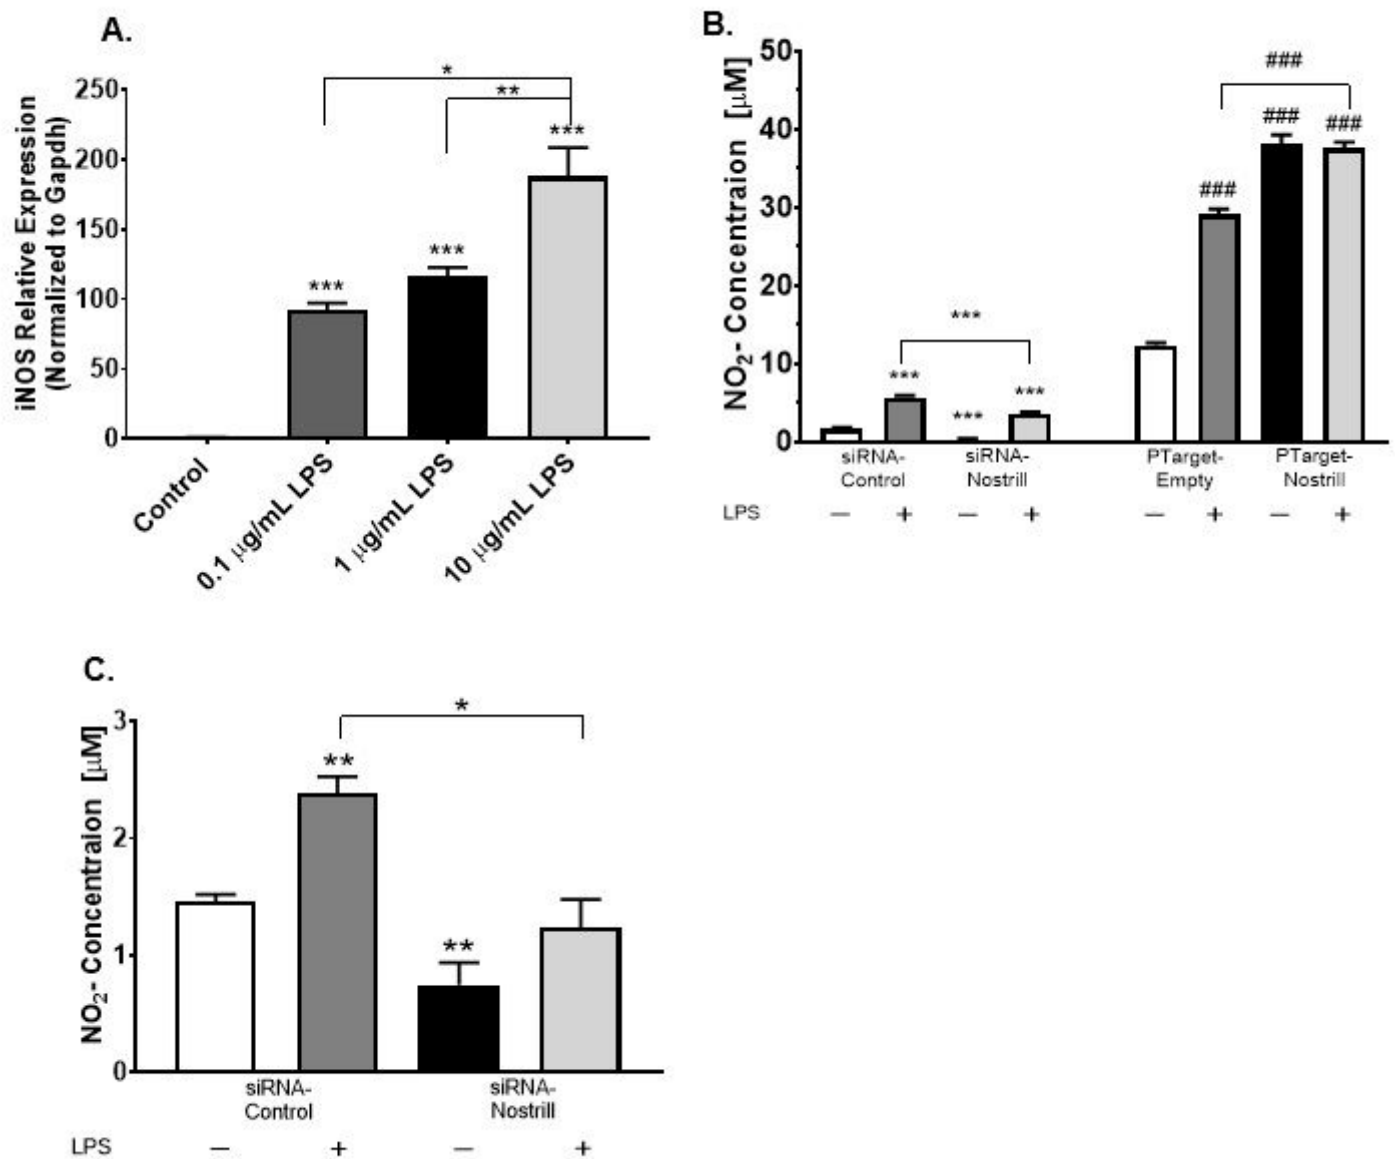 A.
iNOS Relative Expression
(Normalized to Gapdh)
250
200
150
100
50
0
*
**
***
***
***
Control
0.1 μg/mL LPS
1 μg/mL LPS
10 μg/mL LPS
B.
NO₂- Concentraion [μM]
50
40
30
20
10
0
***
***
***
***
###
###
###
###
siRNA-
Control
siRNA-
Nostrill
PTarget-
Empty
PTarget-
Nostrill
LPS — + — + — + — +
C.
NO₂- Concentraion [μM]
3
2
1
0
*
**
**
siRNA-
Control
siRNA-
Nostrill
LPS — + — +